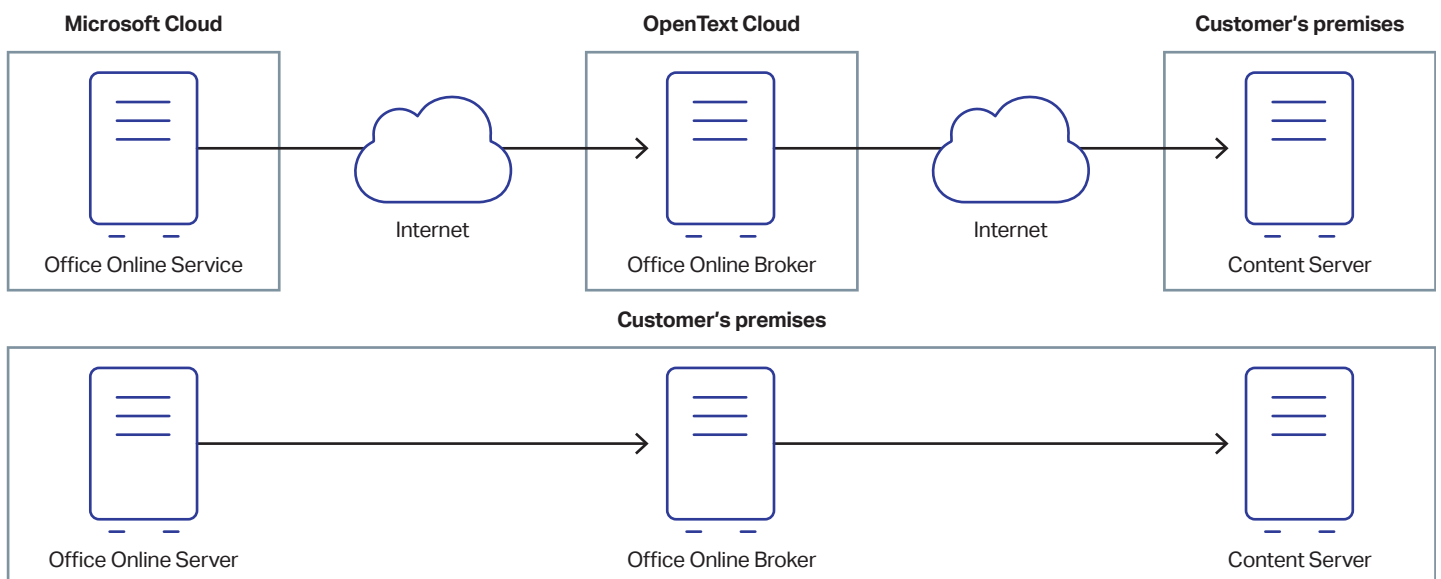 Microsoft Cloud
OpenText Cloud
Customer's premises
Internet
Internet
Office Online Service
Office Online Broker
Content Server
Customer's premises
Office Online Server
Office Online Broker
Content Server